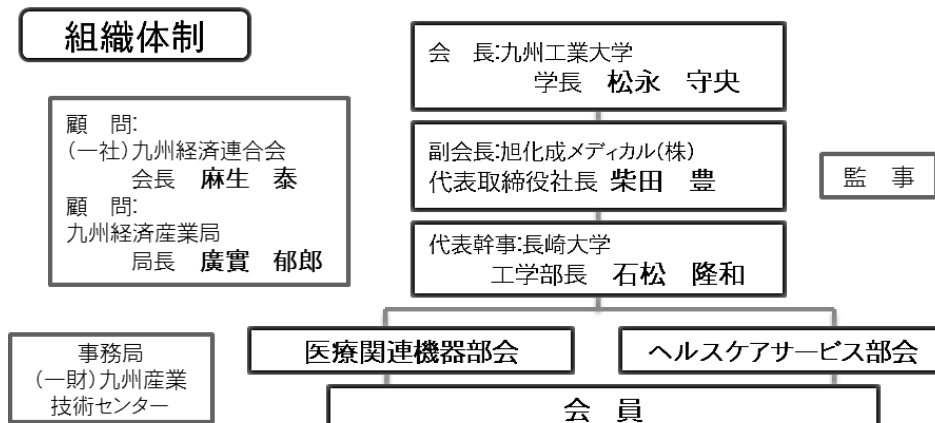 組織体制
会　長:九州工業大学
学長　松永　守央
顧　問:
(一社)九州経済連合会
会長　麻生　泰
顧　問:
九州経済産業局
局長　廣實　郁郎
副会長:旭化成メディカル(株)
代表取締役社長 柴田　豊
監　事
代表幹事:長崎大学
工学部長　石松　隆和
医療関連機器部会
ヘルスケアサービス部会
事務局
(一財)九州産業
技術センター
会　員